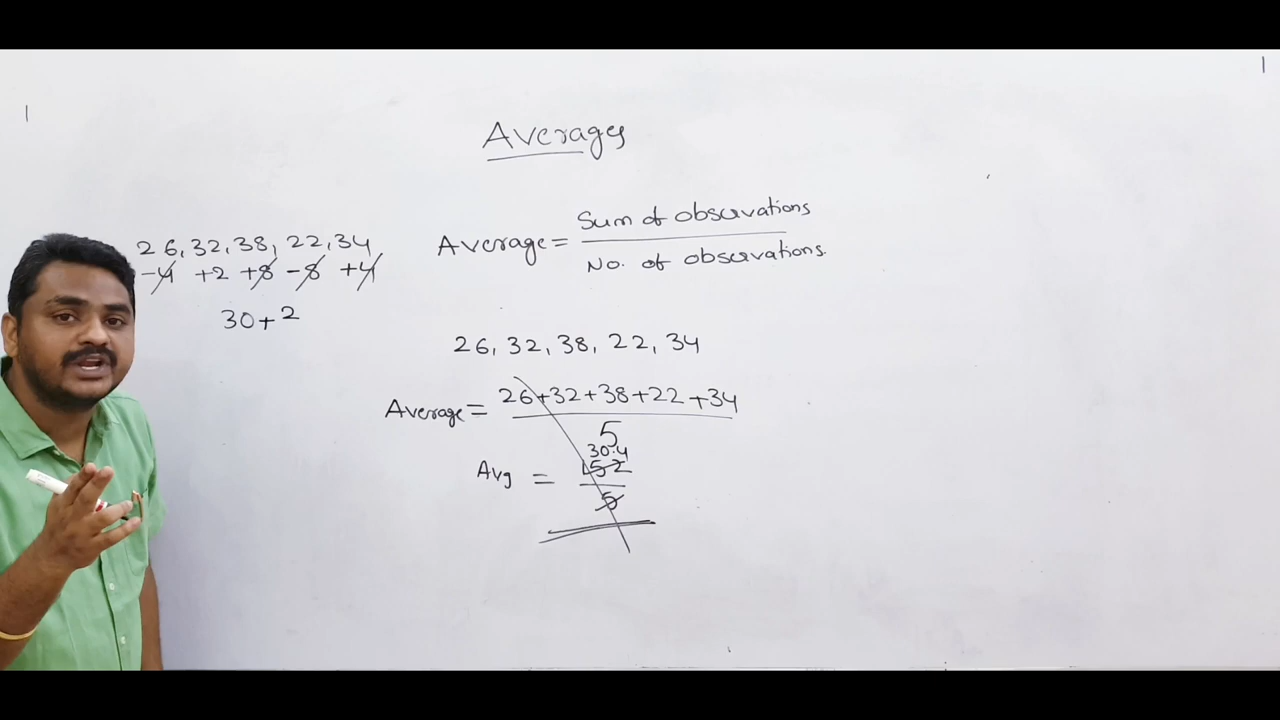 Averages
Average = Sum of observations / No. of observations.
26, 32, 38, 22, 34
-4 +2 +8 -8 +4
30+2
26, 32, 38, 22, 34
Average = 26+32+38+22+34 / 5
30.4
Avg = 152 / 5